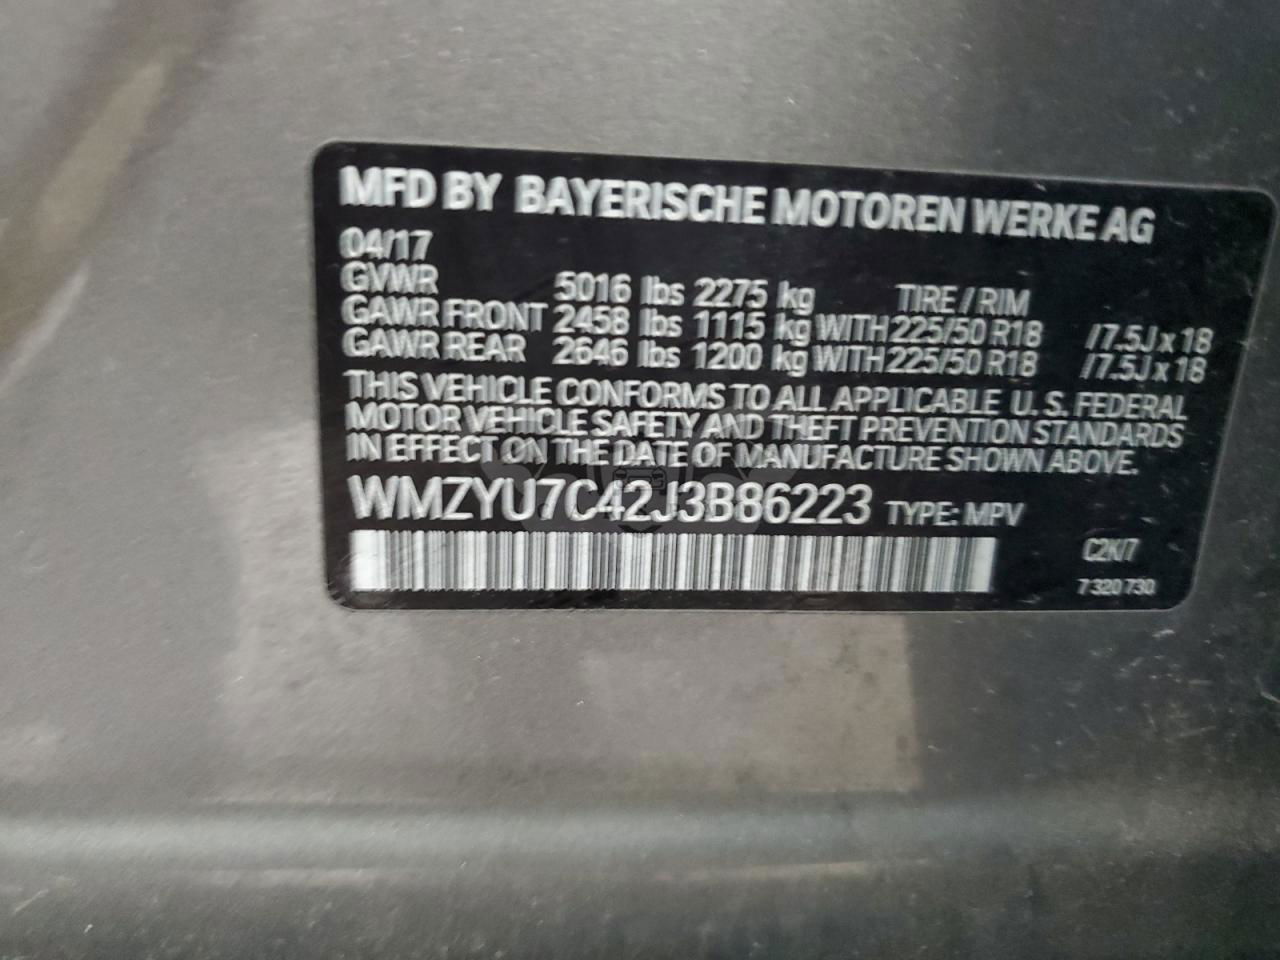 MFD BY BAYERISCHE MOTOREN WERKE AG
04/17
GVWR 5016 lbs 2275 kg TIRE / RIM
GAWR FRONT 2458 lbs 1115 kg WITH 225/50 R18 /7.5J x 18
GAWR REAR 2646 lbs 1200 kg WITH 225/50 R18 /7.5J x 18
THIS VEHICLE CONFORMS TO ALL APPLICABLE U.S. FEDERAL
MOTOR VEHICLE SAFETY AND THEFT PREVENTION STANDARDS
IN EFFECT ON THE DATE OF MANUFACTURE SHOWN ABOVE.
WMZYU7C42J3B86223 TYPE: MPV
C2K/7
7 320 730